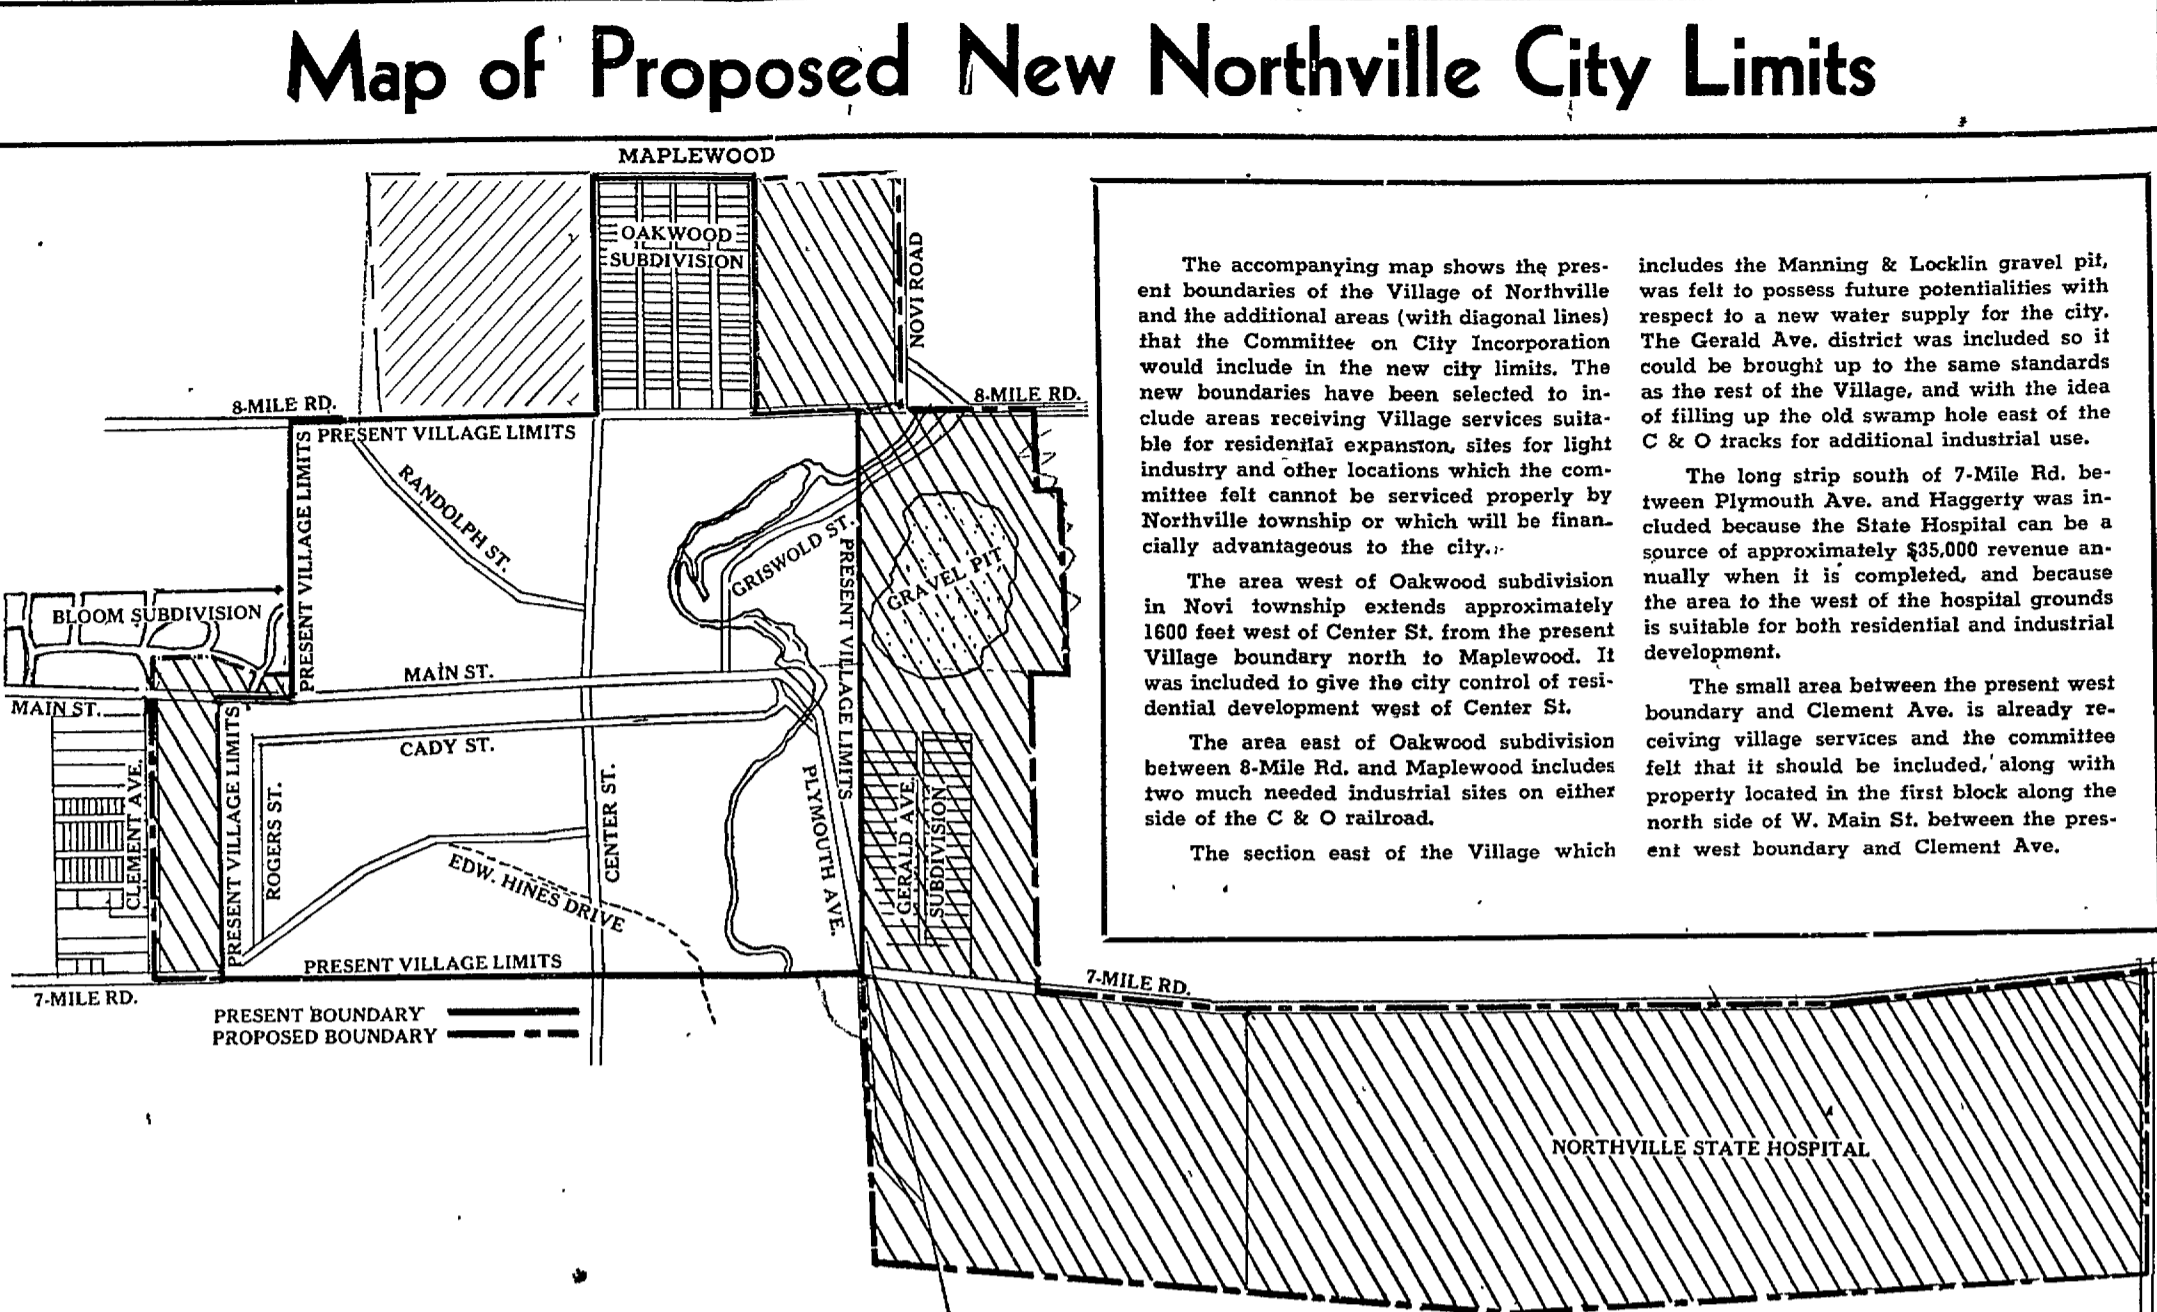 Map of Proposed New Northville City Limits
MAPLEWOOD
OAKWOOD
SUBDIVISION
NOVI ROAD
8-MILE RD.
8-MILE RD.
PRESENT VILLAGE LIMITS
PRESENT VILLAGE LIMITS
RANDOLPH ST.
GRISWOLD ST.
PRESENT VILLAGE LIMITS
GRAVEL PIT
BLOOM SUBDIVISION
MAIN ST.
MAIN ST.
CADY ST.
CLEMENT AVE.
PRESENT VILLAGE LIMITS
ROGERS ST.
CENTER ST.
PLYMOUTH AVE.
GERALD AVE.
SUBDIVISION
EDW. HINES DRIVE
PRESENT VILLAGE LIMITS
7-MILE RD.
7-MILE RD.
PRESENT BOUNDARY
PROPOSED BOUNDARY
NORTHVILLE STATE HOSPITAL
The accompanying map shows the pres-
ent boundaries of the Village of Northville
and the additional areas (with diagonal lines)
that the Committee on City Incorporation
would include in the new city limits. The
new boundaries have been selected to in-
clude areas receiving Village services suita-
ble for residential expansion, sites for light
industry and other locations which the com-
mittee felt cannot be serviced properly by
Northville township or which will be finan-
cially advantageous to the city.
The area west of Oakwood subdivision
in Novi township extends approximately
1600 feet west of Center St. from the present
Village boundary north to Maplewood. It
was included to give the city control of resi-
dential development west of Center St.
The area east of Oakwood subdivision
between 8-Mile Rd. and Maplewood includes
two much needed industrial sites on either
side of the C & O railroad.
The section east of the Village which
includes the Manning & Locklin gravel pit,
was felt to possess future potentialities with
respect to a new water supply for the city.
The Gerald Ave. district was included so it
could be brought up to the same standards
as the rest of the Village, and with the idea
of filling up the old swamp hole east of the
C & O tracks for additional industrial use.
The long strip south of 7-Mile Rd. be-
tween Plymouth Ave. and Haggerty was in-
cluded because the State Hospital can be a
source of approximately $35,000 revenue an-
nually when it is completed, and because
the area to the west of the hospital grounds
is suitable for both residential and industrial
development.
The small area between the present west
boundary and Clement Ave. is already re-
ceiving village services and the committee
felt that it should be included, along with
property located in the first block along the
north side of W. Main St. between the pres-
ent west boundary and Clement Ave.